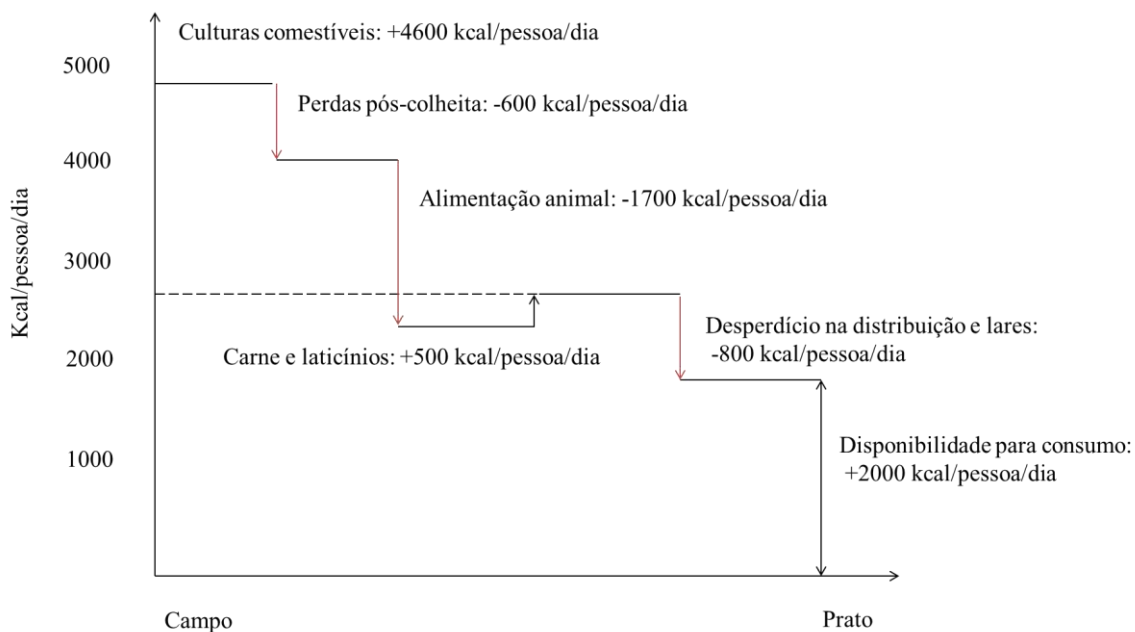 Culturas comestíveis: +4600 kcal/pessoa/dia
5000
Perdas pós-colheita: -600 kcal/pessoa/dia
4000
Alimentação animal: -1700 kcal/pessoa/dia
Kcal/pessoa/dia
3000
Desperdício na distribuição e lares:
-800 kcal/pessoa/dia
Carne e laticínios: +500 kcal/pessoa/dia
2000
Disponibilidade para consumo:
+2000 kcal/pessoa/dia
1000
Campo
Prato